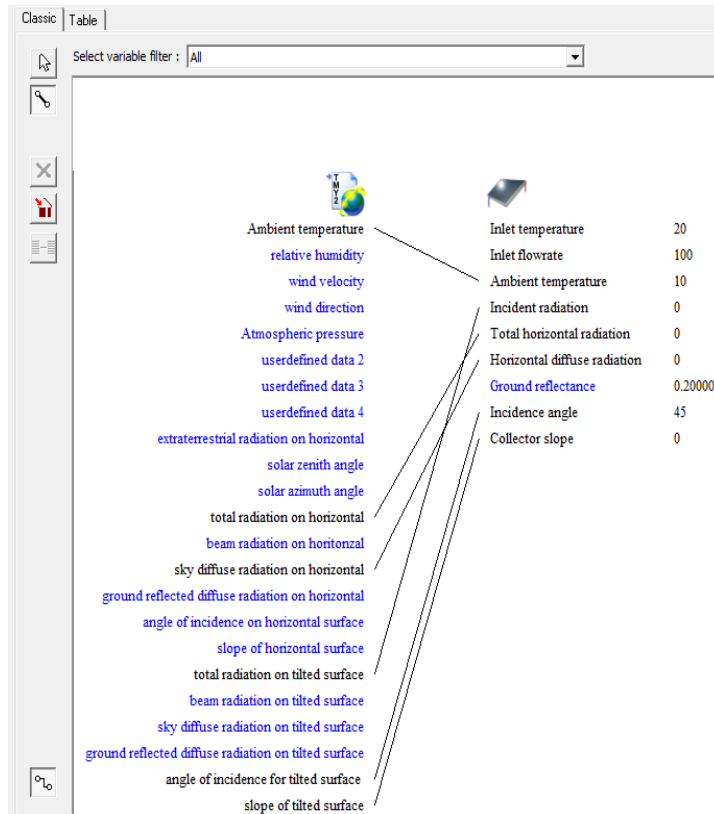 Classic Table
Select variable filter : All
TMY2
Ambient temperature Inlet temperature 20
relative humidity Inlet flowrate 100
wind velocity Ambient temperature 10
wind direction Incident radiation 0
Atmospheric pressure Total horizontal radiation 0
userdefined data 2 Horizontal diffuse radiation 0
userdefined data 3 Ground reflectance 0.20000
userdefined data 4 Incidence angle 45
extraterrestrial radiation on horizontal Collector slope 0
solar zenith angle
solar azimuth angle
total radiation on horizontal
beam radiation on horitonzal
sky diffuse radiation on horizontal
ground reflected diffuse radiation on horizontal
angle of incidence on horizontal surface
slope of horizontal surface
total radiation on tilted surface
beam radiation on tilted surface
sky diffuse radiation on tilted surface
ground reflected diffuse radiation on tilted surface
angle of incidence for tilted surface
slope of tilted surface